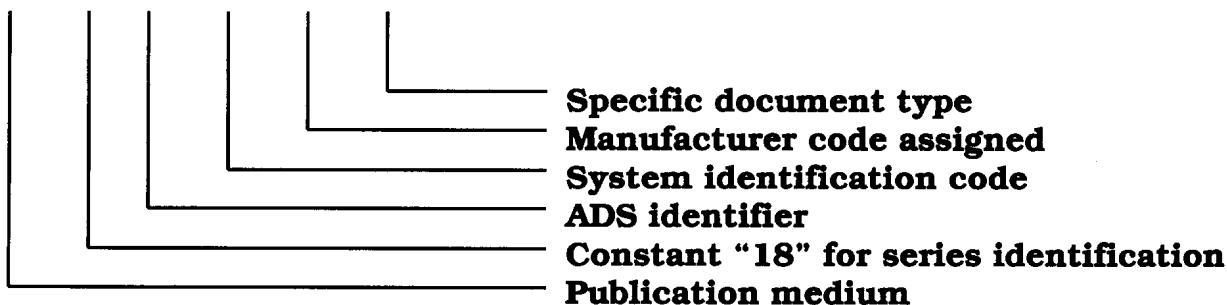 Specific document type
Manufacturer code assigned
System identification code
ADS identifier
Constant “18” for series identification
Publication medium